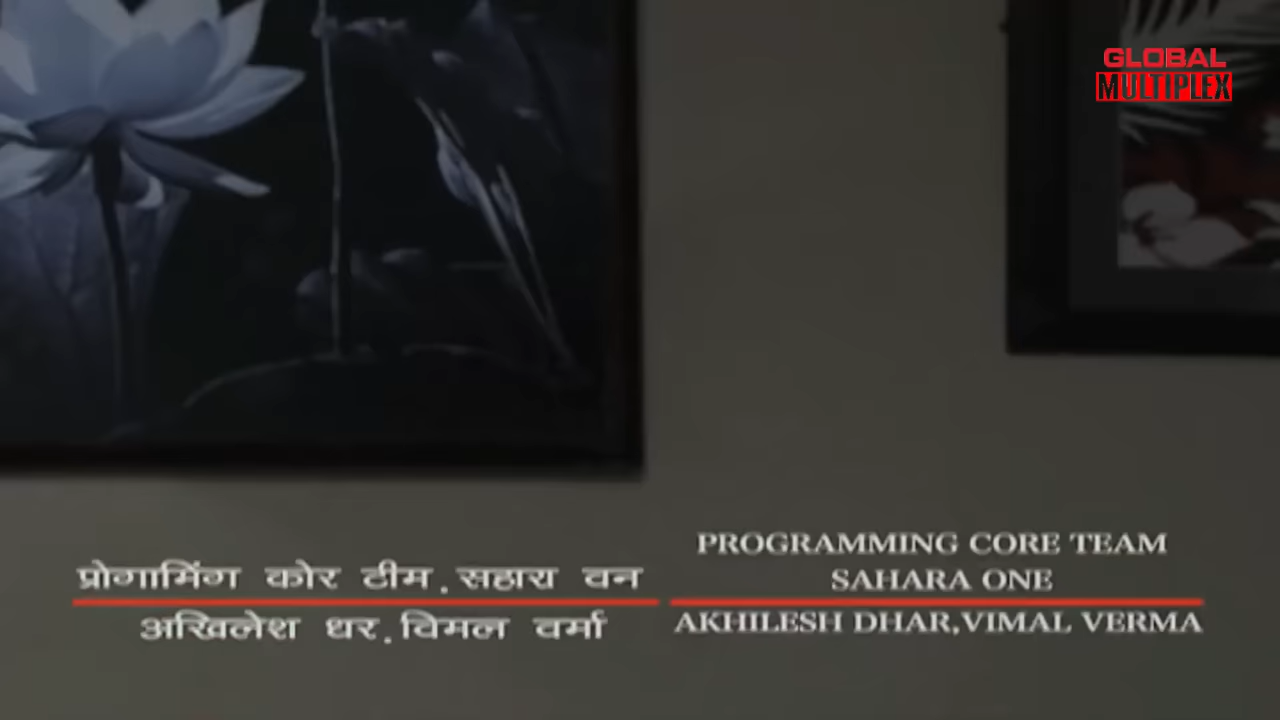 GLOBAL
MULTIPLEX
प्रोगामिंग कोर टीम,सहारा वन
अखिलेश धर,विमल वर्मा
PROGRAMMING CORE TEAM
SAHARA ONE
AKHILESH DHAR,VIMAL VERMA